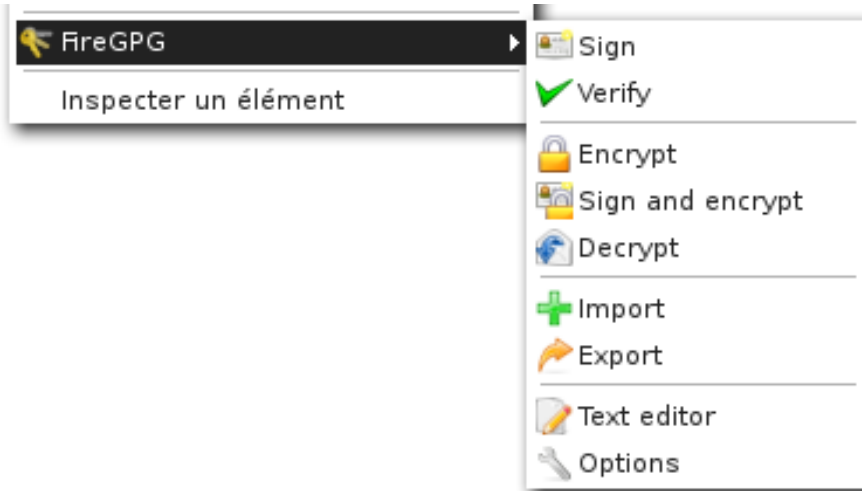 FireGPG
Inspecter un élément
Sign
Verify
Encrypt
Sign and encrypt
Decrypt
Import
Export
Text editor
Options